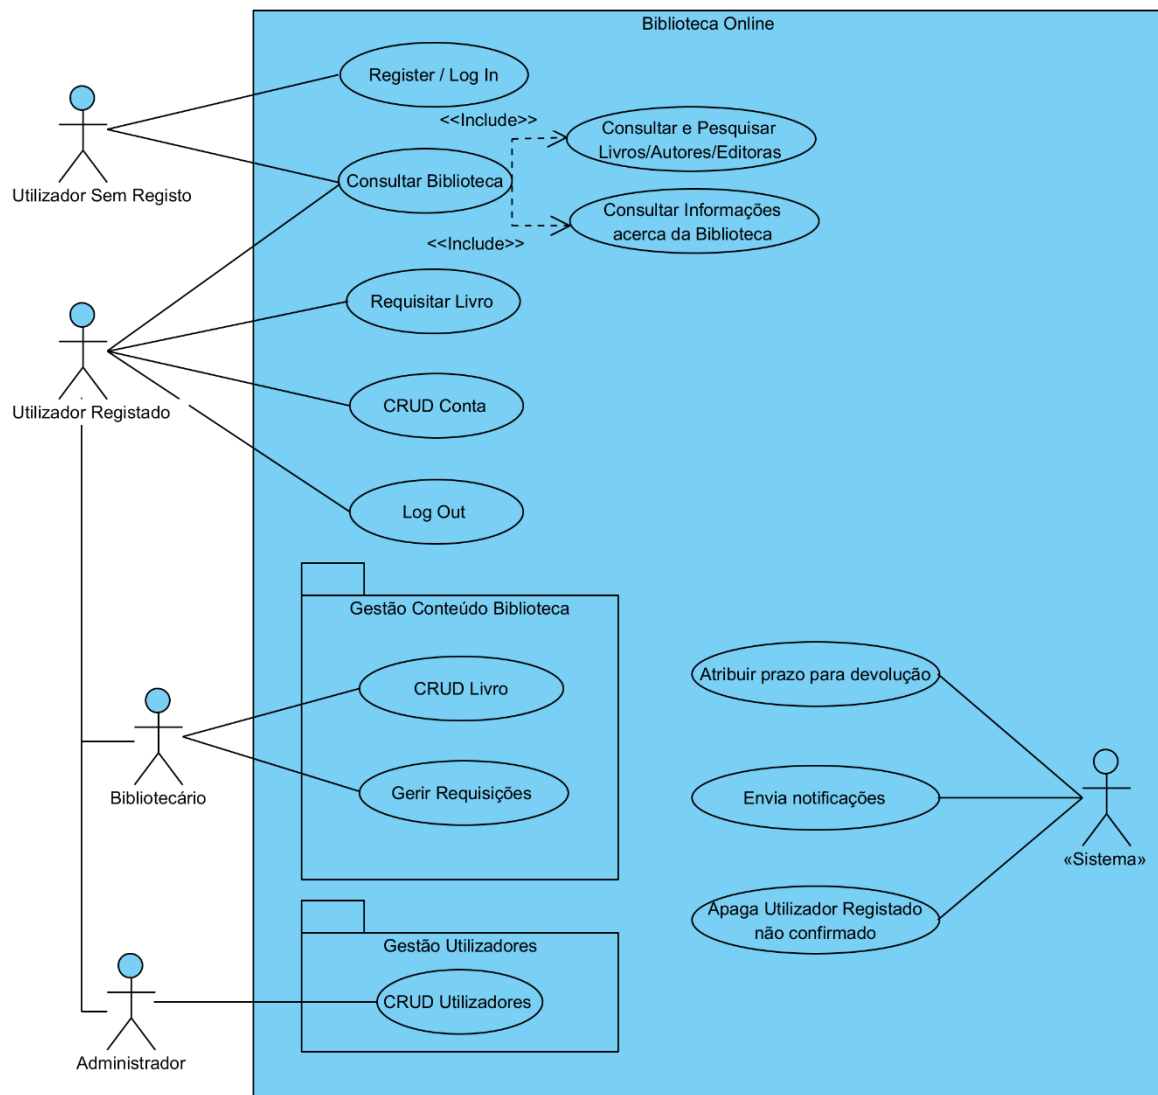 Biblioteca Online
Register / Log In
<<Include>>
Consultar e Pesquisar
Livros/Autores/Editoras
Utilizador Sem Registo
Consultar Biblioteca
Consultar Informações
acerca da Biblioteca
<<Include>>
Requisitar Livro
Utilizador Registado
CRUD Conta
Log Out
Gestão Conteúdo Biblioteca
CRUD Livro
Atribuir prazo para devolução
Bibliotecário
Gerir Requisições
Envia notificações
«Sistema»
Apaga Utilizador Registado
não confirmado
Gestão Utilizadores
CRUD Utilizadores
Administrador